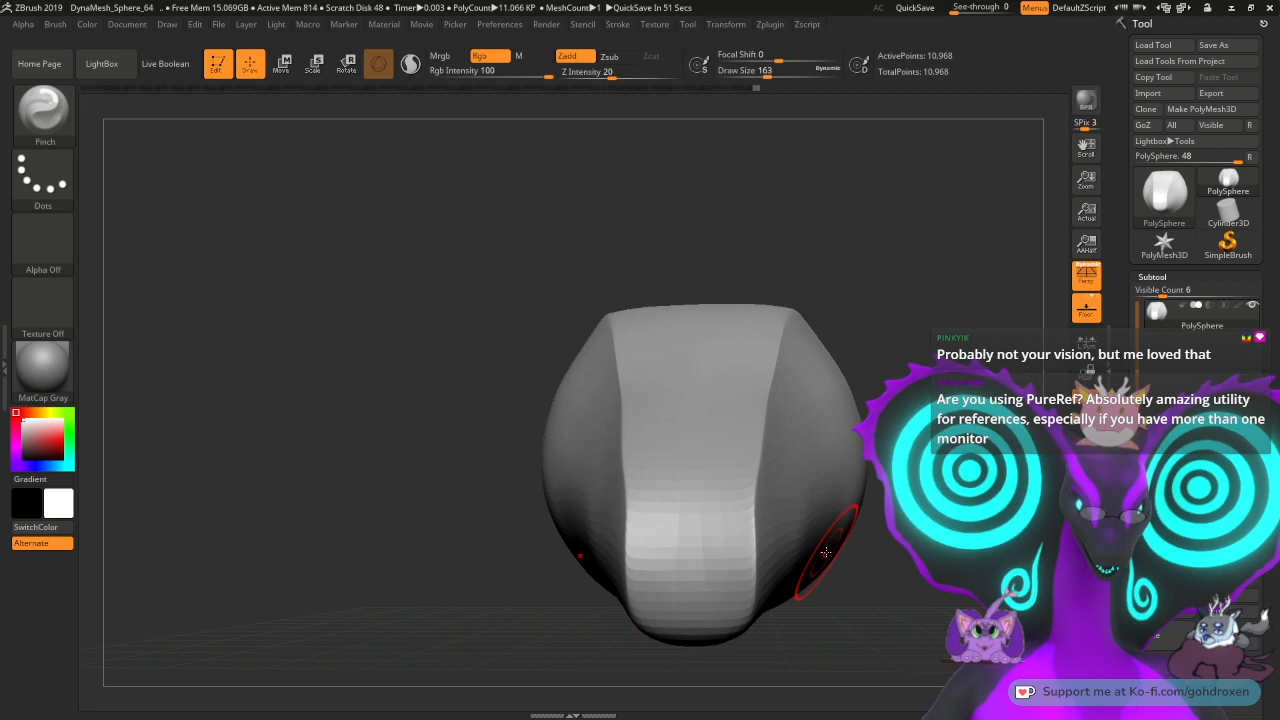 ZBrush 2019 DynaMesh_Sphere_64 .. • Free Mem 15.069GB • Active Mem 814 • Scratch Disk 48 • Timer▶0.003 • PolyCount▶11.066 KP • MeshCount▶1 ▶QuickSave In 51 Secs AC QuickSave See-through 0 Menus DefaultZScript
Alpha Brush Color Document Draw Edit File Layer Light Macro Marker Material Movie Picker Preferences Render Stencil Stroke Texture Tool Transform Zplugin Zscript
Tool
Home Page LightBox Live Boolean Edit Draw Move Scale Rotate
Mrgb Rgb M Zadd Zsub Zcut
Rgb Intensity 100 Z Intensity 20
Focal Shift 0
Draw Size 163 Dynamic
S D
ActivePoints: 10,968
TotalPoints: 10,968
Load Tool Save As
Load Tools From Project
Copy Tool Paste Tool
Import Export
Clone Make PolyMesh3D
GoZ All Visible R
Lightbox▶Tools
PolySphere. 48 R
PolySphere
PolySphere
Cylinder3D
PolyMesh3D SimpleBrush
Subtool
Visible Count 6
PolySphere
Pinch
Dots
Alpha Off
Texture Off
MatCap Gray
Gradient
SwitchColor
Alternate
BPR
SPix 3
Scroll
Zoom
Actual
AAHalf
Dynamic
Persp
Floor
PINKYIK
Probably not your vision, but me loved that
Are you using PureRef? Absolutely amazing utility
for references, especially if you have more than one
monitor
Support me at Ko-fi.com/gohdroxen